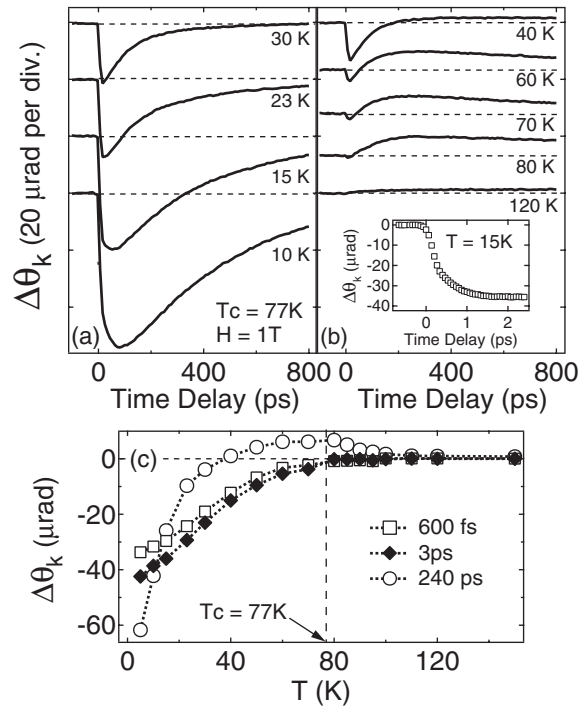 Δθk (20 μrad per div.)
30 K
23 K
15 K
10 K
Tc = 77K
H = 1T
(a)
0
400
800
Time Delay (ps)
40 K
60 K
70 K
80 K
120 K
T = 15K
Δθk (μrad)
0
-10
-20
-30
-40
0
1
2
Time Delay (ps)
(b)
0
400
800
Time Delay (ps)
(c)
Δθk (μrad)
0
-20
-40
-60
600 fs
3ps
240 ps
Tc = 77K
0
40
80
120
T (K)